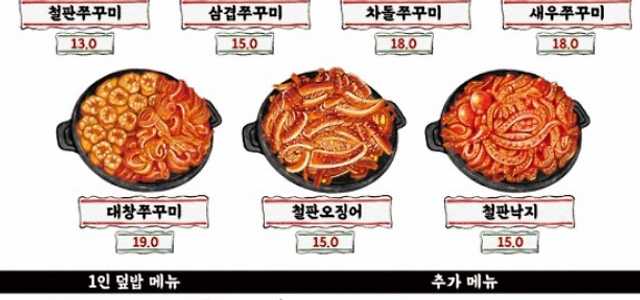 철판쭈꾸미 삼겹쭈꾸미 차돌쭈꾸미 새우쭈꾸미
13.0 15.0 18.0 18.0
대창쭈꾸미 철판오징어 철판낙지
19.0 15.0 15.0
1인 덮밥 메뉴 추가 메뉴